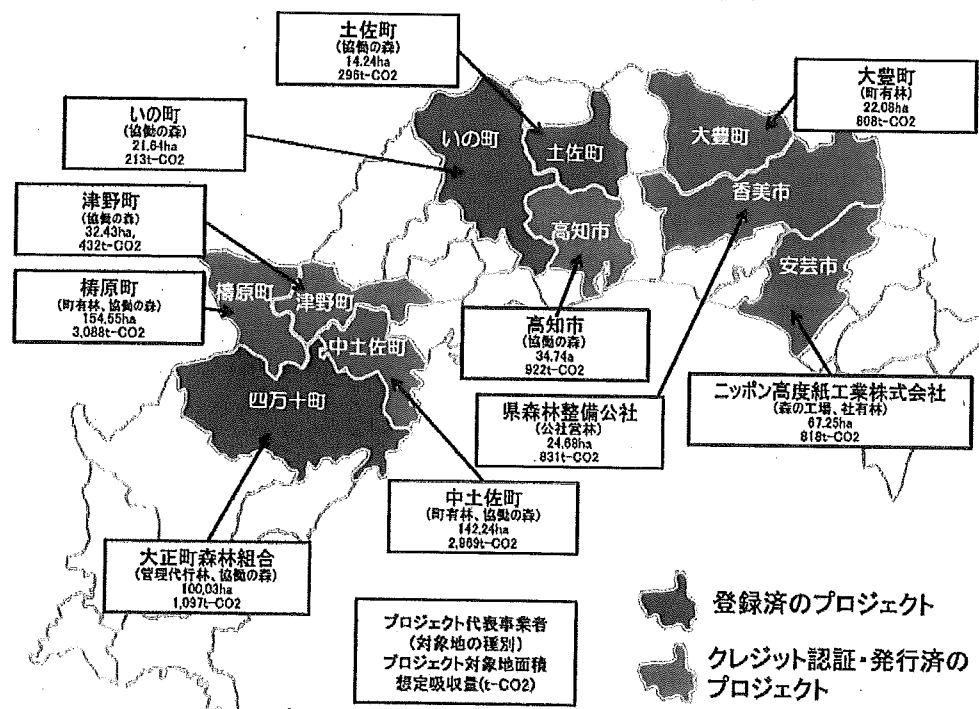 土佐町
(協働の森)
14.24ha
296t-CO2
大豊町
(町有林)
22.08ha
808t-CO2
いの町
(協働の森)
21.64ha
213t-CO2
津野町
(協働の森)
32.43ha,
432t-CO2
梼原町
(町有林、協働の森)
154.55ha
3,088t-CO2
いの町
土佐町
大豊町
香美市
高知市
安芸市
梼原町
津野町
中土佐町
四万十町
高知市
(協働の森)
34.74a
922t-CO2
県森林整備公社
(公社営林)
24.68ha
831t-CO2
ニッポン高度紙工業株式会社
(森の工場、社有林)
67.25ha
818t-CO2
中土佐町
(町有林、協働の森)
142.24ha
2,969t-CO2
大正町森林組合
(管理代行林、協働の森)
100.03ha
1,097t-CO2
プロジェクト代表事業者
(対象地の種別)
プロジェクト対象地面積
想定吸収量(t-CO2)
登録済のプロジェクト
クレジット認証・発行済の
プロジェクト